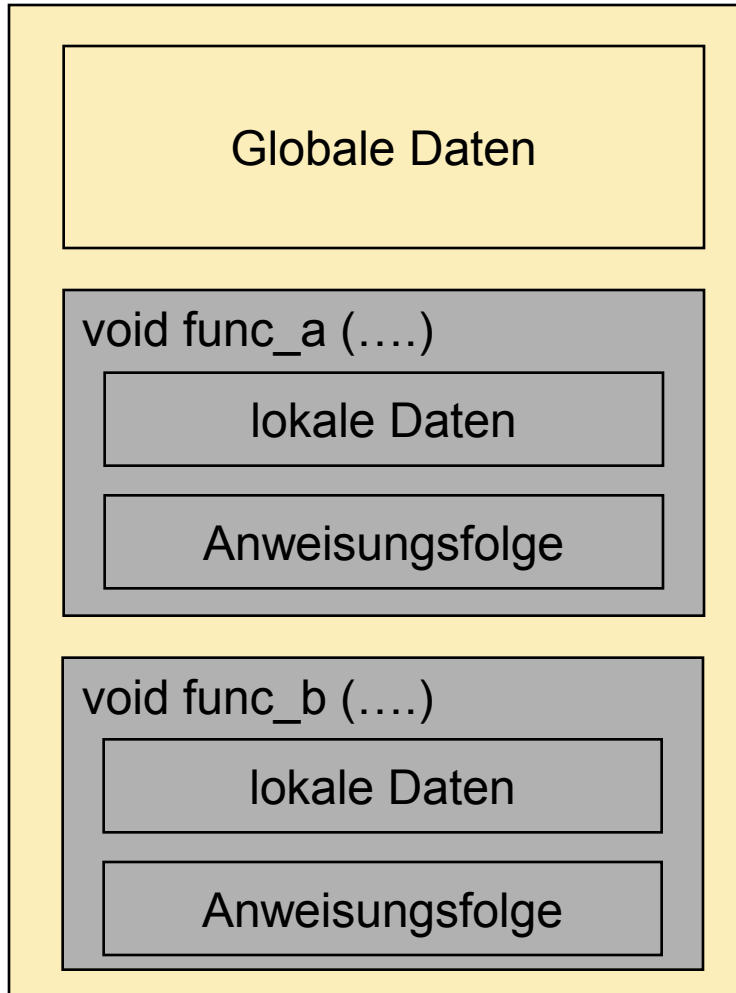 Globale Daten
void func_a (….)
lokale Daten
Anweisungsfolge
void func_b (….)
lokale Daten
Anweisungsfolge